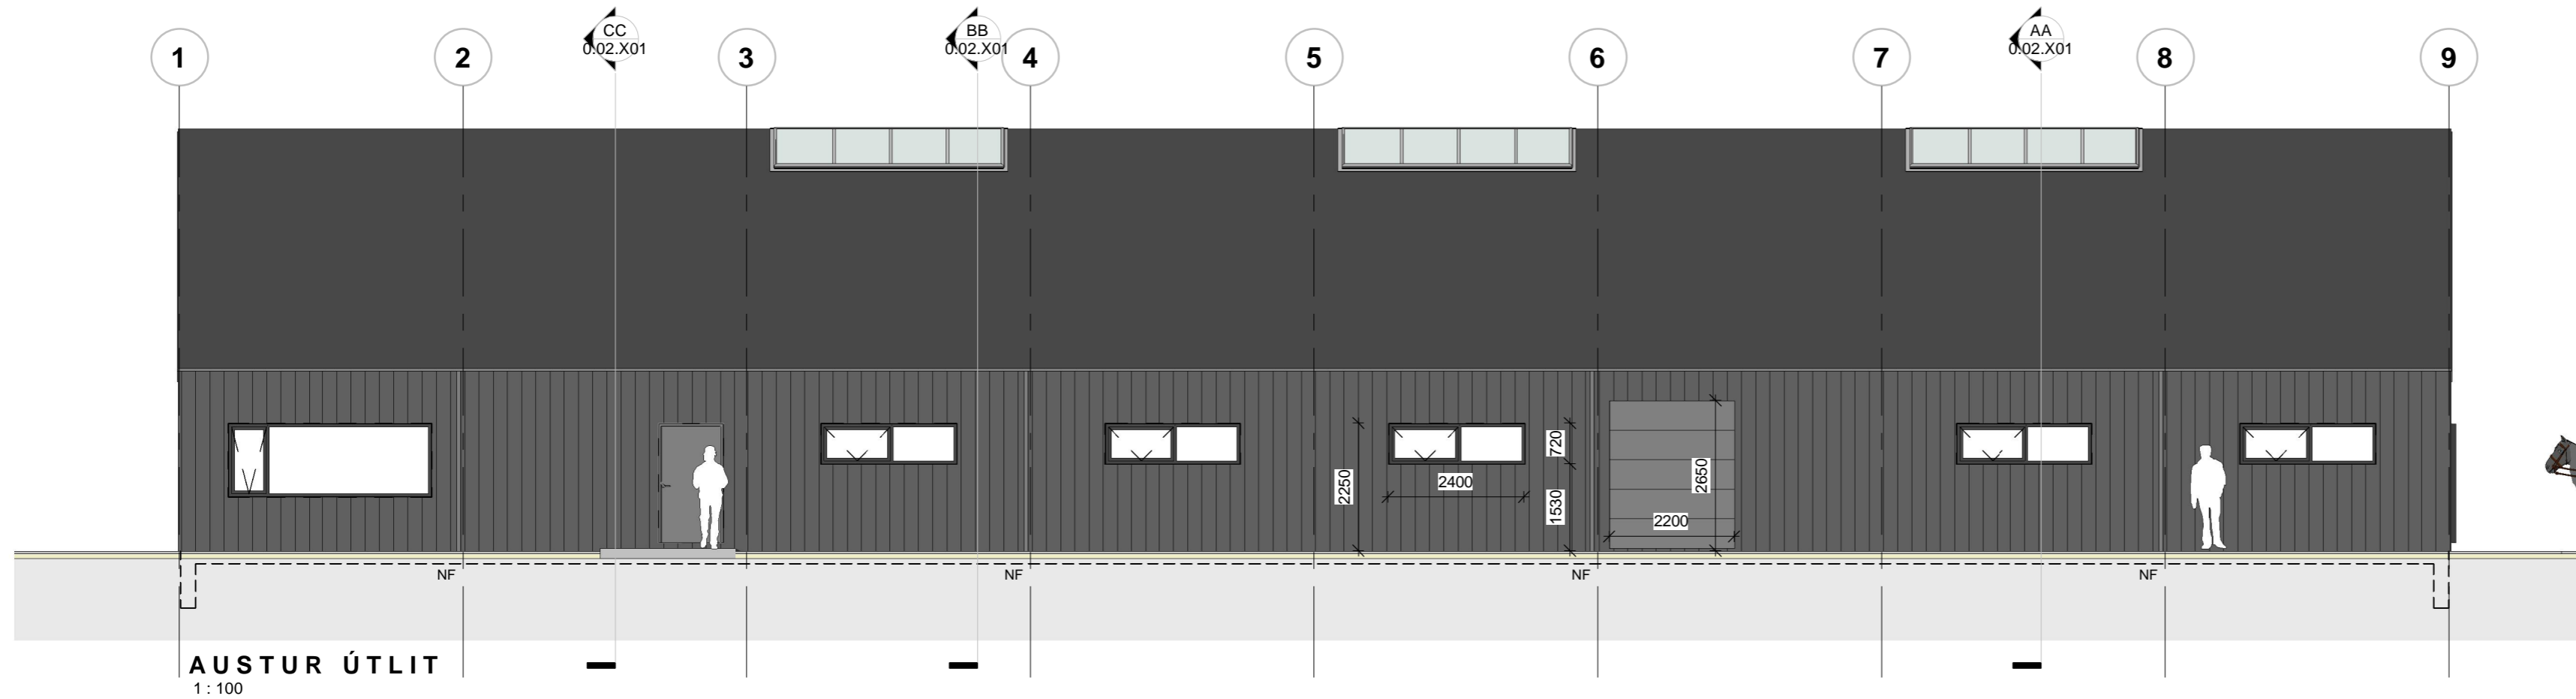 CC
0.02.X01
BB
0.02.X01
AA
0.02.X01
1
2
3
4
5
6
7
8
9
2250
2400
720
1530
2650
2200
NF
NF
NF
NF
AUSTUR ÚTLIT
1 : 100